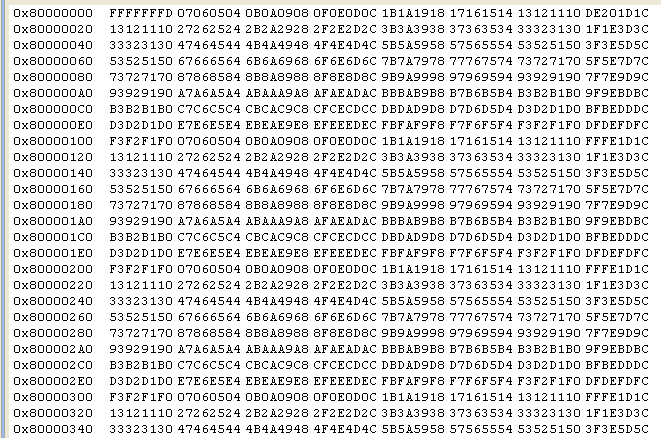 0x80000000 FFFFFFFD 07060504 0B0A0908 0F0E0D0C 1B1A1918 17161514 13121110 DE201D1C
0x80000020 13121110 27262524 2B2A2928 2F2E2D2C 3B3A3938 37363534 33323130 1F1E3D3C
0x80000040 33323130 47464544 4B4A4948 4F4E4D4C 5B5A5958 57565554 53525150 3F3E5D5C
0x80000060 53525150 67666564 6B6A6968 6F6E6D6C 7B7A7978 77767574 73727170 5F5E7D7C
0x80000080 73727170 87868584 8B8A8988 8F8E8D8C 9B9A9998 97969594 93929190 7F7E9D9C
0x800000A0 93929190 A7A6A5A4 ABAAA9A8 AFAEADAC BBBAB9B8 B7B6B5B4 B3B2B1B0 9F9EBDBC
0x800000C0 B3B2B1B0 C7C6C5C4 CBCAC9C8 CFCECDCC DBDAD9D8 D7D6D5D4 D3D2D1D0 BFBEDDDC
0x800000E0 D3D2D1D0 E7E6E5E4 EBEAE9E8 EFEEEDEC FBFAF9F8 F7F6F5F4 F3F2F1F0 DFDEFDFC
0x80000100 F3F2F1F0 07060504 0B0A0908 0F0E0D0C 1B1A1918 17161514 13121110 FFFE1D1C
0x80000120 13121110 27262524 2B2A2928 2F2E2D2C 3B3A3938 37363534 33323130 1F1E3D3C
0x80000140 33323130 47464544 4B4A4948 4F4E4D4C 5B5A5958 57565554 53525150 3F3E5D5C
0x80000160 53525150 67666564 6B6A6968 6F6E6D6C 7B7A7978 77767574 73727170 5F5E7D7C
0x80000180 73727170 87868584 8B8A8988 8F8E8D8C 9B9A9998 97969594 93929190 7F7E9D9C
0x800001A0 93929190 A7A6A5A4 ABAAA9A8 AFAEADAC BBBAB9B8 B7B6B5B4 B3B2B1B0 9F9EBDBC
0x800001C0 B3B2B1B0 C7C6C5C4 CBCAC9C8 CFCECDCC DBDAD9D8 D7D6D5D4 D3D2D1D0 BFBEDDDC
0x800001E0 D3D2D1D0 E7E6E5E4 EBEAE9E8 EFEEEDEC FBFAF9F8 F7F6F5F4 F3F2F1F0 DFDEFDFC
0x80000200 F3F2F1F0 07060504 0B0A0908 0F0E0D0C 1B1A1918 17161514 13121110 FFFE1D1C
0x80000220 13121110 27262524 2B2A2928 2F2E2D2C 3B3A3938 37363534 33323130 1F1E3D3C
0x80000240 33323130 47464544 4B4A4948 4F4E4D4C 5B5A5958 57565554 53525150 3F3E5D5C
0x80000260 53525150 67666564 6B6A6968 6F6E6D6C 7B7A7978 77767574 73727170 5F5E7D7C
0x80000280 73727170 87868584 8B8A8988 8F8E8D8C 9B9A9998 97969594 93929190 7F7E9D9C
0x800002A0 93929190 A7A6A5A4 ABAAA9A8 AFAEADAC BBBAB9B8 B7B6B5B4 B3B2B1B0 9F9EBDBC
0x800002C0 B3B2B1B0 C7C6C5C4 CBCAC9C8 CFCECDCC DBDAD9D8 D7D6D5D4 D3D2D1D0 BFBEDDDC
0x800002E0 D3D2D1D0 E7E6E5E4 EBEAE9E8 EFEEEDEC FBFAF9F8 F7F6F5F4 F3F2F1F0 DFDEFDFC
0x80000300 F3F2F1F0 07060504 0B0A0908 0F0E0D0C 1B1A1918 17161514 13121110 FFFE1D1C
0x80000320 13121110 27262524 2B2A2928 2F2E2D2C 3B3A3938 37363534 33323130 1F1E3D3C
0x80000340 33323130 47464544 4B4A4948 4F4E4D4C 5B5A5958 57565554 53525150 3F3E5D5C